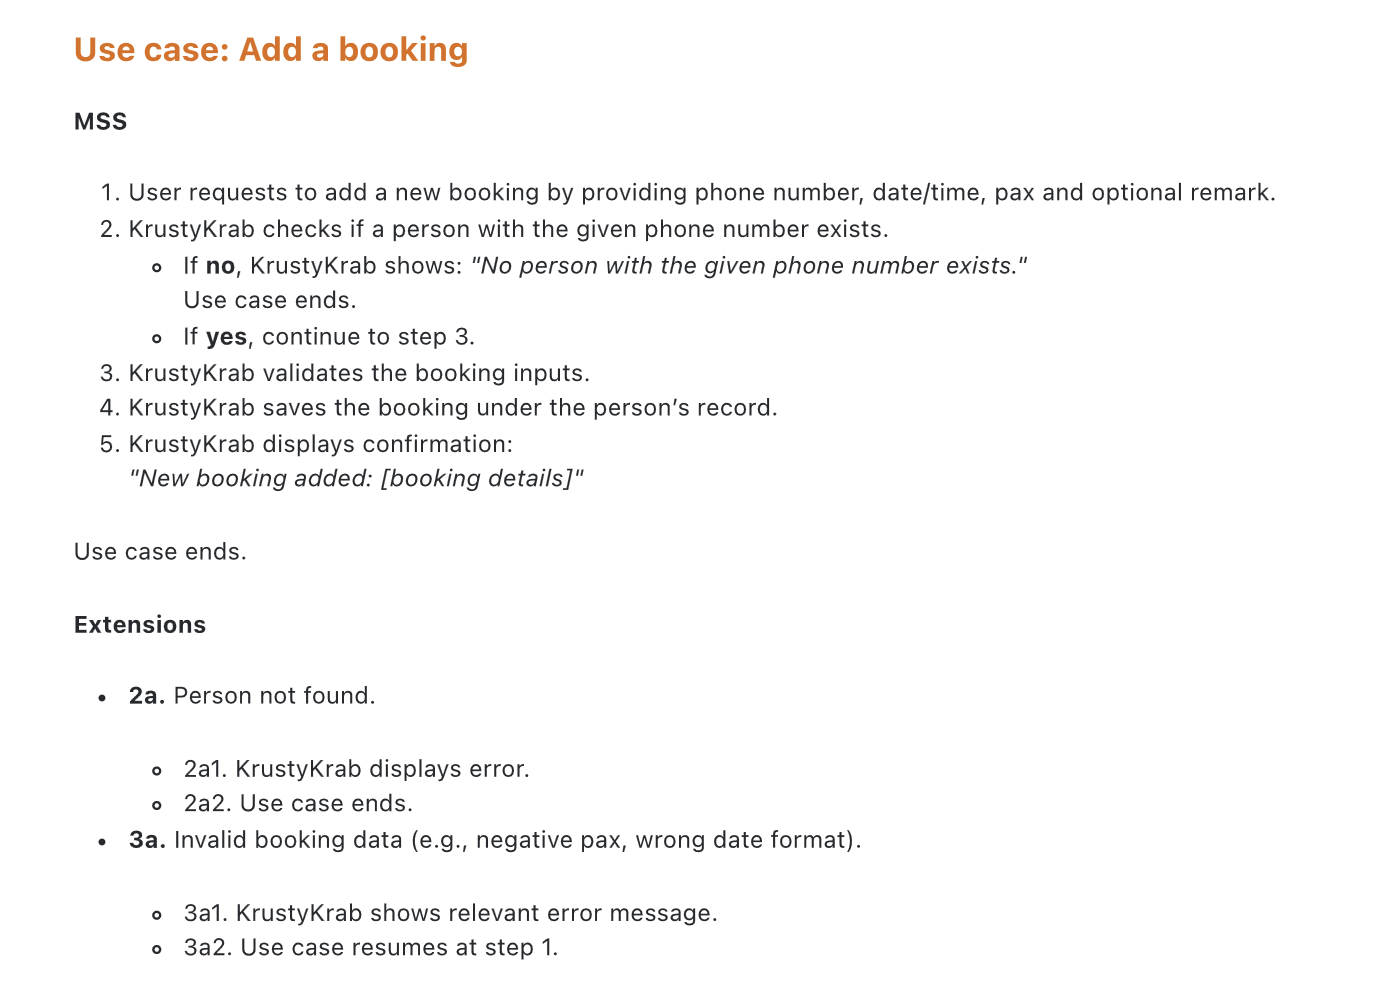 Use case: Add a booking
MSS
1. User requests to add a new booking by providing phone number, date/time, pax and optional remark.
2. KrustyKrab checks if a person with the given phone number exists.
If no, KrustyKrab shows: "No person with the given phone number exists."
Use case ends.
If yes, continue to step 3.
3. KrustyKrab validates the booking inputs.
4. KrustyKrab saves the booking under the person’s record.
5. KrustyKrab displays confirmation:
"New booking added: [booking details]"
Use case ends.
Extensions
2a. Person not found.
2a1. KrustyKrab displays error.
2a2. Use case ends.
3a. Invalid booking data (e.g., negative pax, wrong date format).
3a1. KrustyKrab shows relevant error message.
3a2. Use case resumes at step 1.